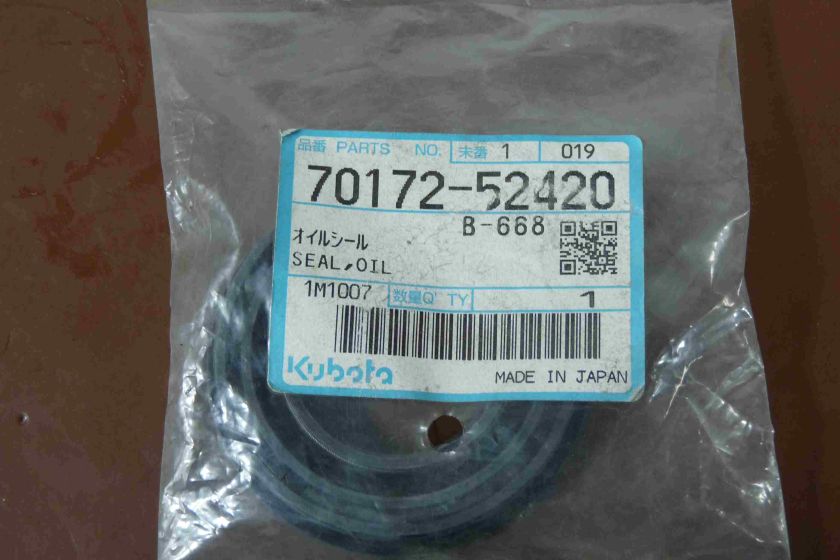 品番 PARTS NO. 末番 1 019
70172-52420
B-668
オイルシール
SEAL,OIL
1M1007 数量Q' TY 1
Kubota MADE IN JAPAN